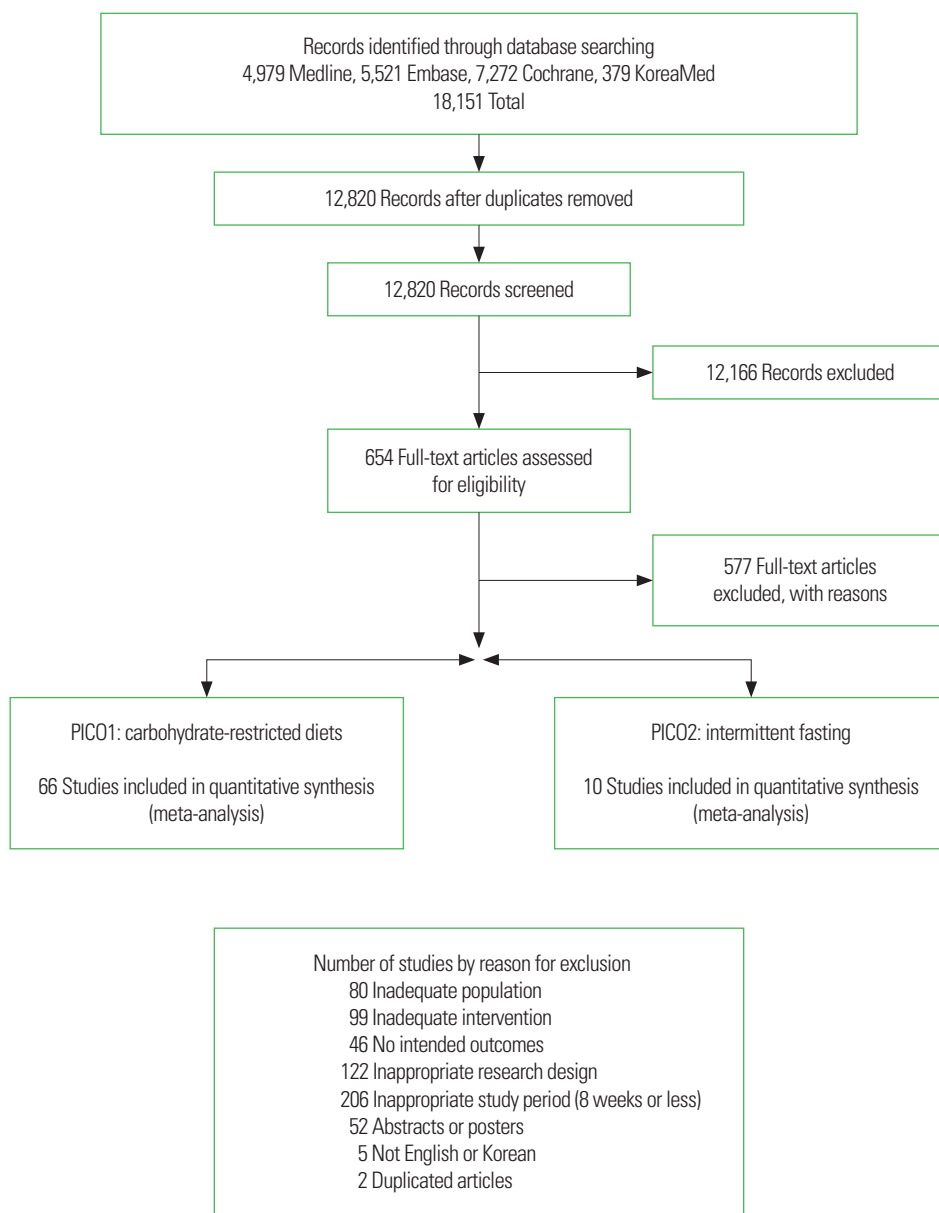 Records identified through database searching
4,979 Medline, 5,521 Embase, 7,272 Cochrane, 379 KoreaMed
18,151 Total
12,820 Records after duplicates removed
12,820 Records screened
12,166 Records excluded
654 Full-text articles assessed
for eligibility
577 Full-text articles
excluded, with reasons
PICO1: carbohydrate-restricted diets
66 Studies included in quantitative synthesis
(meta-analysis)
PICO2: intermittent fasting
10 Studies included in quantitative synthesis
(meta-analysis)
Number of studies by reason for exclusion
80 Inadequate population
99 Inadequate intervention
46 No intended outcomes
122 Inappropriate research design
206 Inappropriate study period (8 weeks or less)
52 Abstracts or posters
5 Not English or Korean
2 Duplicated articles